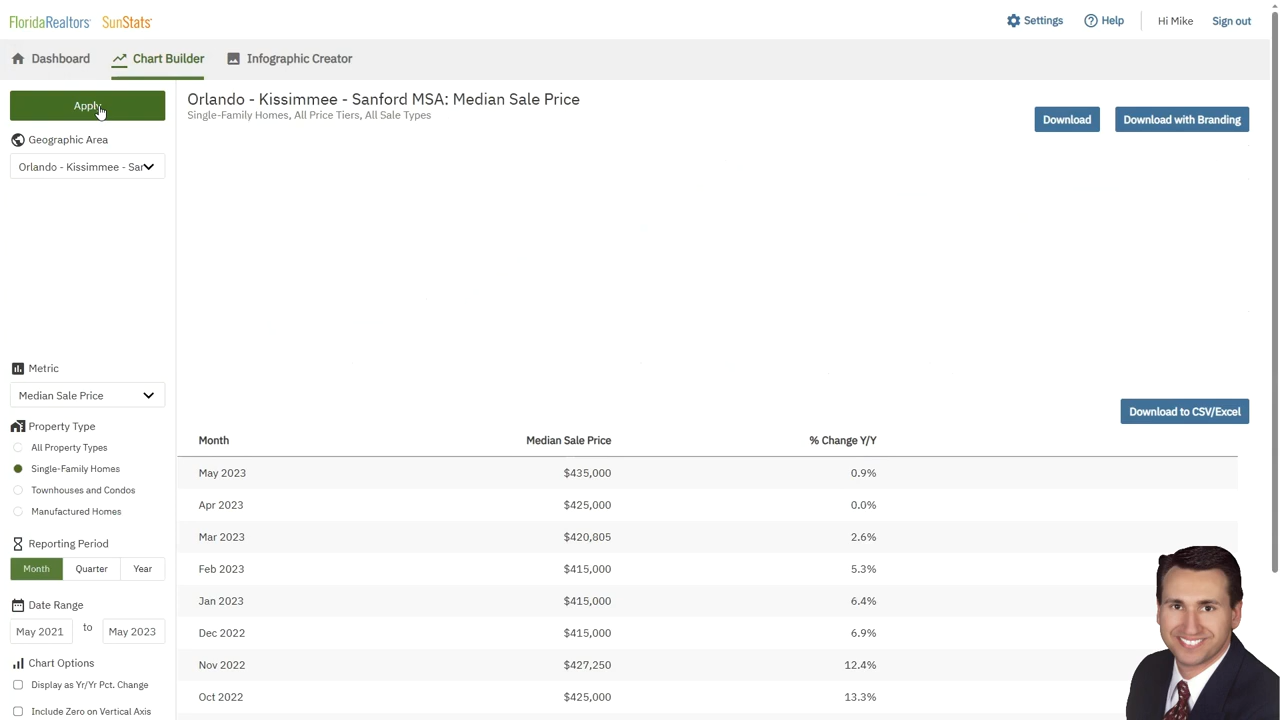 FloridaRealtors SunStats
Settings Help Hi Mike Sign out
Dashboard Chart Builder Infographic Creator
Apply
Orlando - Kissimmee - Sanford MSA: Median Sale Price
Single-Family Homes, All Price Tiers, All Sale Types
Download Download with Branding
Geographic Area
Orlando - Kissimmee - Sar
Metric
Median Sale Price
Property Type
All Property Types
Single-Family Homes
Townhouses and Condos
Manufactured Homes
Reporting Period
Month Quarter Year
Date Range
May 2021 to May 2023
Chart Options
Display as Yr/Yr Pct. Change
Include Zero on Vertical Axis
Download to CSV/Excel
Month Median Sale Price % Change Y/Y
May 2023 $435,000 0.9%
Apr 2023 $425,000 0.0%
Mar 2023 $420,805 2.6%
Feb 2023 $415,000 5.3%
Jan 2023 $415,000 6.4%
Dec 2022 $415,000 6.9%
Nov 2022 $427,250 12.4%
Oct 2022 $425,000 13.3%